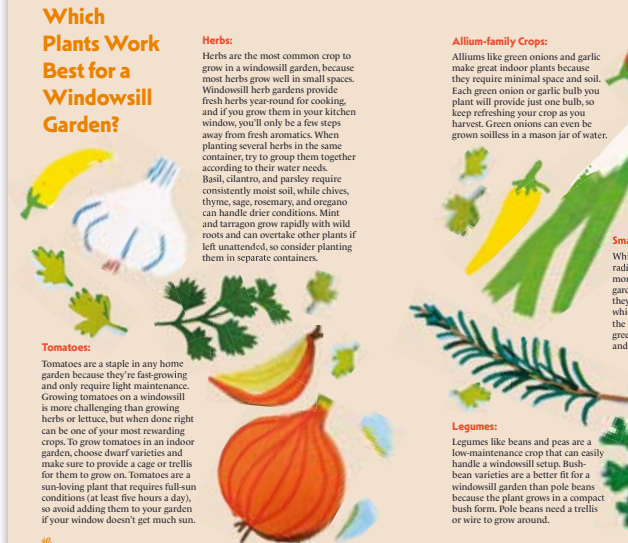 Which
Plants Work
Best for a
Windowsill
Garden?
Herbs:
Herbs are the most common crop to
grow in a windowsill garden, because
most herbs grow well in small spaces.
Windowsill herb gardens provide
fresh herbs year-round for cooking,
and if you grow them in your kitchen
window, you'll only be a few steps
away from fresh aromatics. When
planting several herbs in the same
container, try to group them together
according to their water needs.
Basil, cilantro, and parsley require
consistently moist soil, while chives,
thyme, sage, rosemary, and oregano
can handle drier conditions. Mint
and tarragon grow rapidly with wild
roots and can overtake other plants if
left unattended, so consider planting
them in separate containers.
Tomatoes:
Tomatoes are a staple in any home
garden because they're fast-growing
and only require light maintenance.
Growing tomatoes on a windowsill
is more challenging than growing
herbs or lettuce, but when done right
can be one of your most rewarding
crops. To grow tomatoes in an indoor
garden, choose dwarf varieties and
make sure to provide a cage or trellis
for them to grow on. Tomatoes are a
sun-loving plant that requires full-sun
conditions (at least five hours a day),
so avoid adding them to your garden
if your window doesn't get much sun.
40.
Allium-family Crops:
Alliums like green onions and garlic
make great indoor plants because
they require minimal space and soil.
Each green onion or garlic bulb you
plant will provide just one bulb, so
keep refreshing your crop as you
harvest. Green onions can even be
grown soilless in a mason jar of water.
Legumes:
Legumes like beans and peas are a
low-maintenance crop that can easily
handle a windowsill setup. Bush-
bean varieties are a better fit for a
windowsill garden than pole beans
because the plant grows in a compact
bush form. Pole beans need a trellis
or wire to grow around.
Sma
Whi
radi
mor
gard
they
whic
the
gree
and